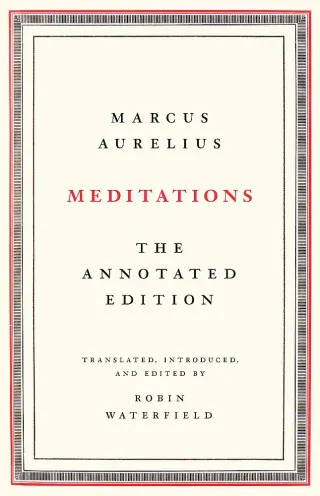 MARCUS
AURELIUS
MEDITATIONS
THE
ANNOTATED
EDITION
TRANSLATED, INTRODUCED,
AND EDITED BY
ROBIN
WATERFIELD